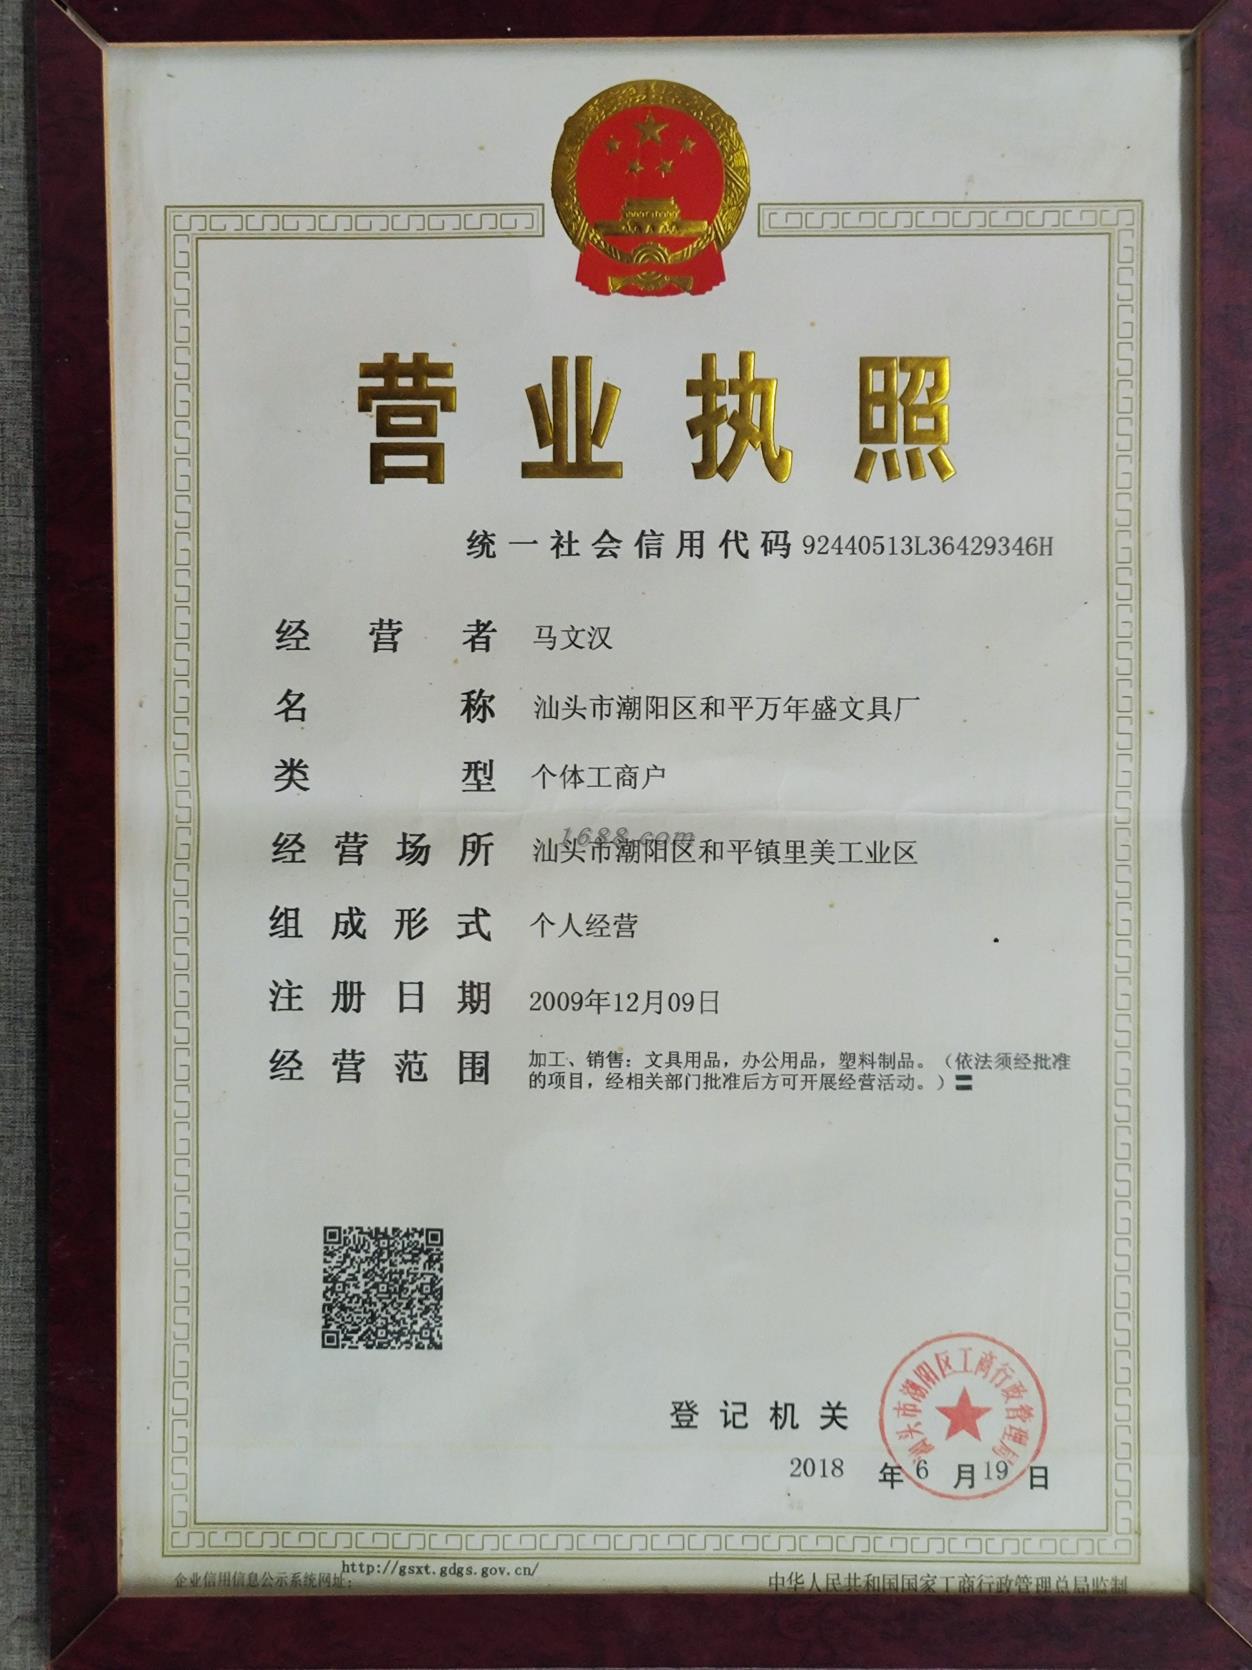 营业执照
统一社会信用代码 92440513L36429346H
经营者 马文汉
名称 汕头市潮阳区和平万年盛文具厂
类型 个体工商户
1688.com
经营场所 汕头市潮阳区和平镇里美工业区
组成形式 个人经营
注册日期 2009年12月09日
经营范围 加工、销售：文具用品，办公用品，塑料制品。（依法须经批准
的项目，经相关部门批准后方可开展经营活动。）〓
汕头市潮阳区工商行政管理局
登记机关
2018 年 6 月 19 日
企业信用信息公示系统网址: http://gsxt.gdgs.gov.cn/
中华人民共和国国家工商行政管理总局监制